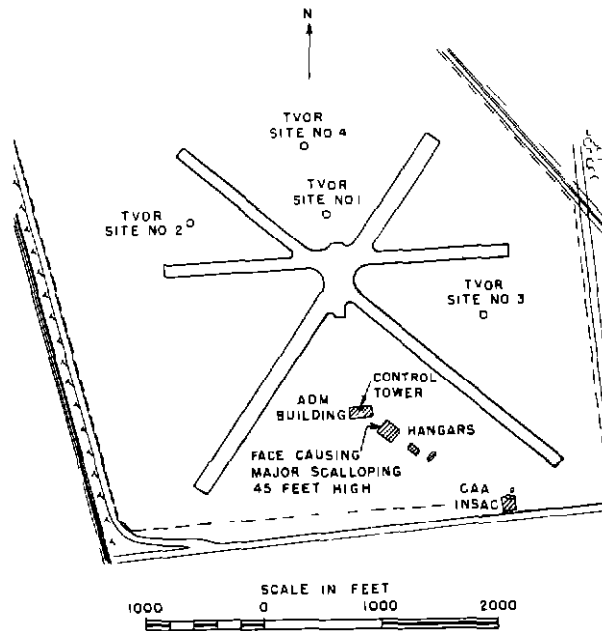 N
TVOR
SITE NO 4
TVOR
SITE NO 1
TVOR
SITE NO 2
TVOR
SITE NO 3
CONTROL
TOWER
ADM
BUILDING
HANGARS
FACE CAUSING
MAJOR SCALLOPING
45 FEET HIGH
CAA
INSAC
SCALE IN FEET
1000 0 1000 2000